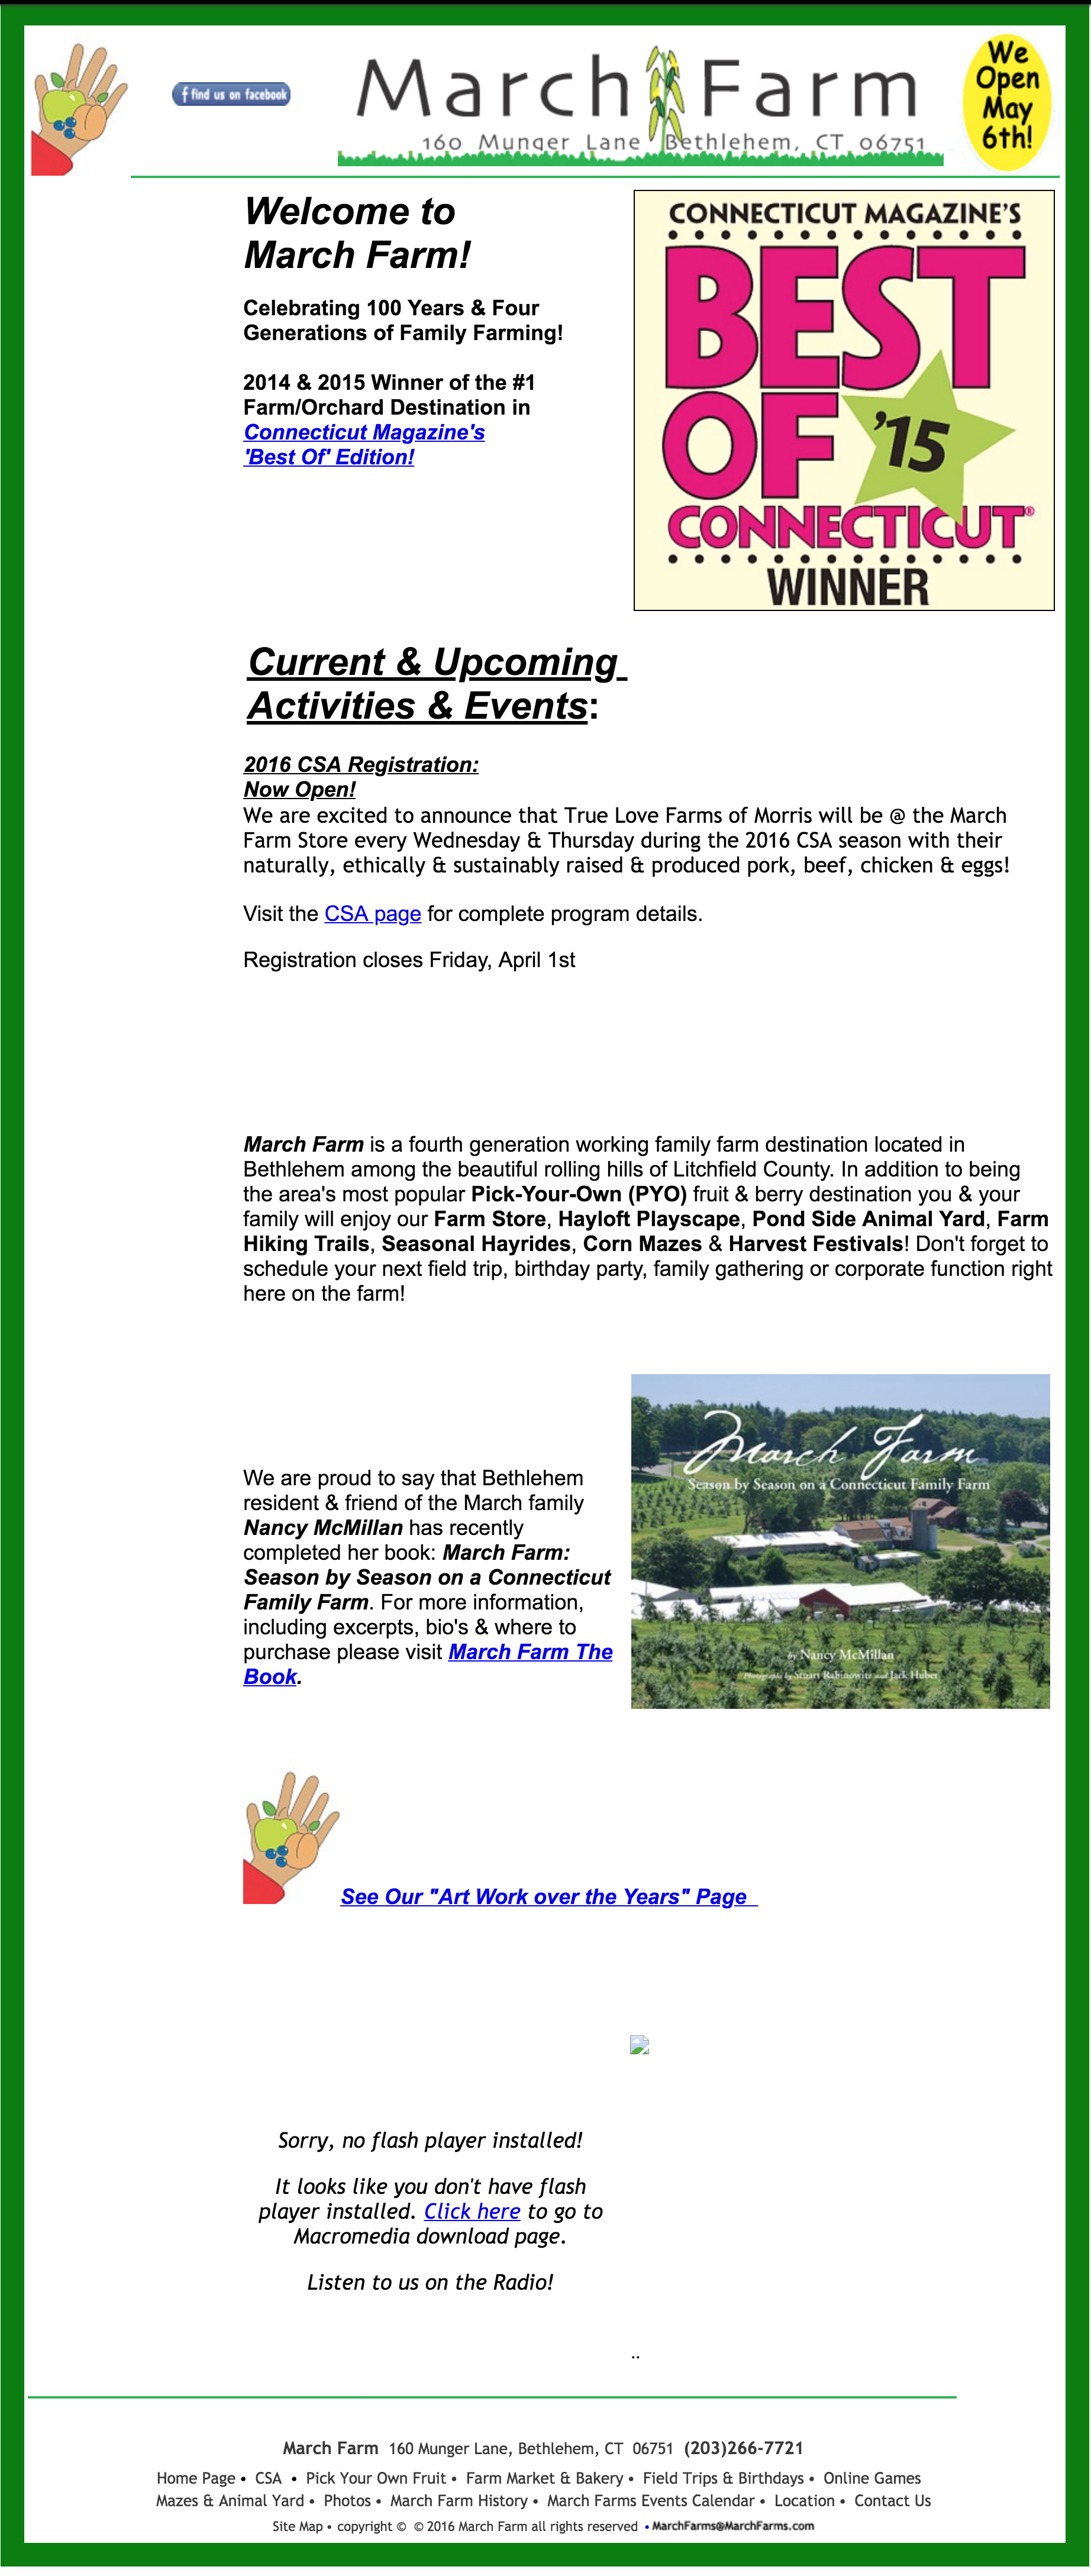 find us on facebook
March Farm
160 Munger Lane Bethlehem, CT 06751
We
Open
May
6th!
Welcome to
March Farm!
Celebrating 100 Years & Four
Generations of Family Farming!
2014 & 2015 Winner of the #1
Farm/Orchard Destination in
Connecticut Magazine's
'Best Of' Edition!
CONNECTICUT MAGAZINE'S
BEST
OF '15
CONNECTICUT®
WINNER
Current & Upcoming
Activities & Events:
2016 CSA Registration:
Now Open!
We are excited to announce that True Love Farms of Morris will be @ the March
Farm Store every Wednesday & Thursday during the 2016 CSA season with their
naturally, ethically & sustainably raised & produced pork, beef, chicken & eggs!
Visit the CSA page for complete program details.
Registration closes Friday, April 1st
March Farm is a fourth generation working family farm destination located in
Bethlehem among the beautiful rolling hills of Litchfield County. In addition to being
the area's most popular Pick-Your-Own (PYO) fruit & berry destination you & your
family will enjoy our Farm Store, Hayloft Playscape, Pond Side Animal Yard, Farm
Hiking Trails, Seasonal Hayrides, Corn Mazes & Harvest Festivals! Don't forget to
schedule your next field trip, birthday party, family gathering or corporate function right
here on the farm!
We are proud to say that Bethlehem
resident & friend of the March family
Nancy McMillan has recently
completed her book: March Farm:
Season by Season on a Connecticut
Family Farm. For more information,
including excerpts, bio's & where to
purchase please visit March Farm The
Book.
March Farm
Season by Season on a Connecticut Family Farm
by Nancy McMillan
Photographs by Stuart Rabinowitz and Jack Huber
See Our "Art Work over the Years" Page
Sorry, no flash player installed!
It looks like you don't have flash
player installed. Click here to go to
Macromedia download page.
Listen to us on the Radio!
..
March Farm 160 Munger Lane, Bethlehem, CT 06751 (203)266-7721
Home Page • CSA • Pick Your Own Fruit • Farm Market & Bakery • Field Trips & Birthdays • Online Games
Mazes & Animal Yard • Photos • March Farm History • March Farms Events Calendar • Location • Contact Us
Site Map • copyright © © 2016 March Farm all rights reserved • MarchFarms@MarchFarms.com